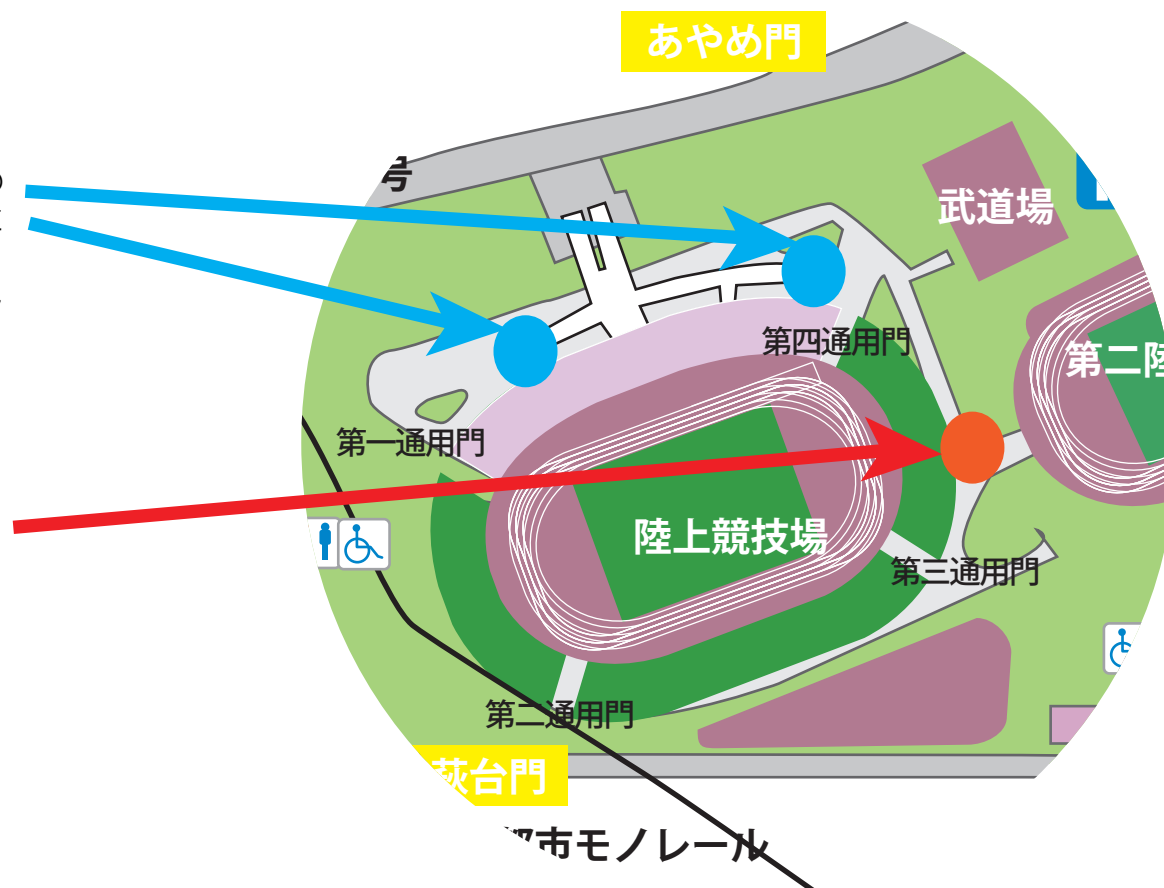 あやめ門
号
武道場
第四通用門
第二陸
第一通用門
陸上競技場
第三通用門
第二通用門
萩台門
都市モノレール